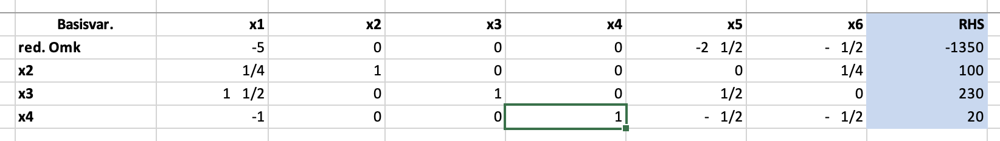 Basisvar. x1 x2 x3 x4 x5 x6 RHS
red. Omk -5 0 0 0 -2 1/2 - 1/2 -1350
x2 1/4 1 0 0 0 1/4 100
x3 1 1/2 0 1 0 1/2 0 230
x4 -1 0 0 1 - 1/2 - 1/2 20